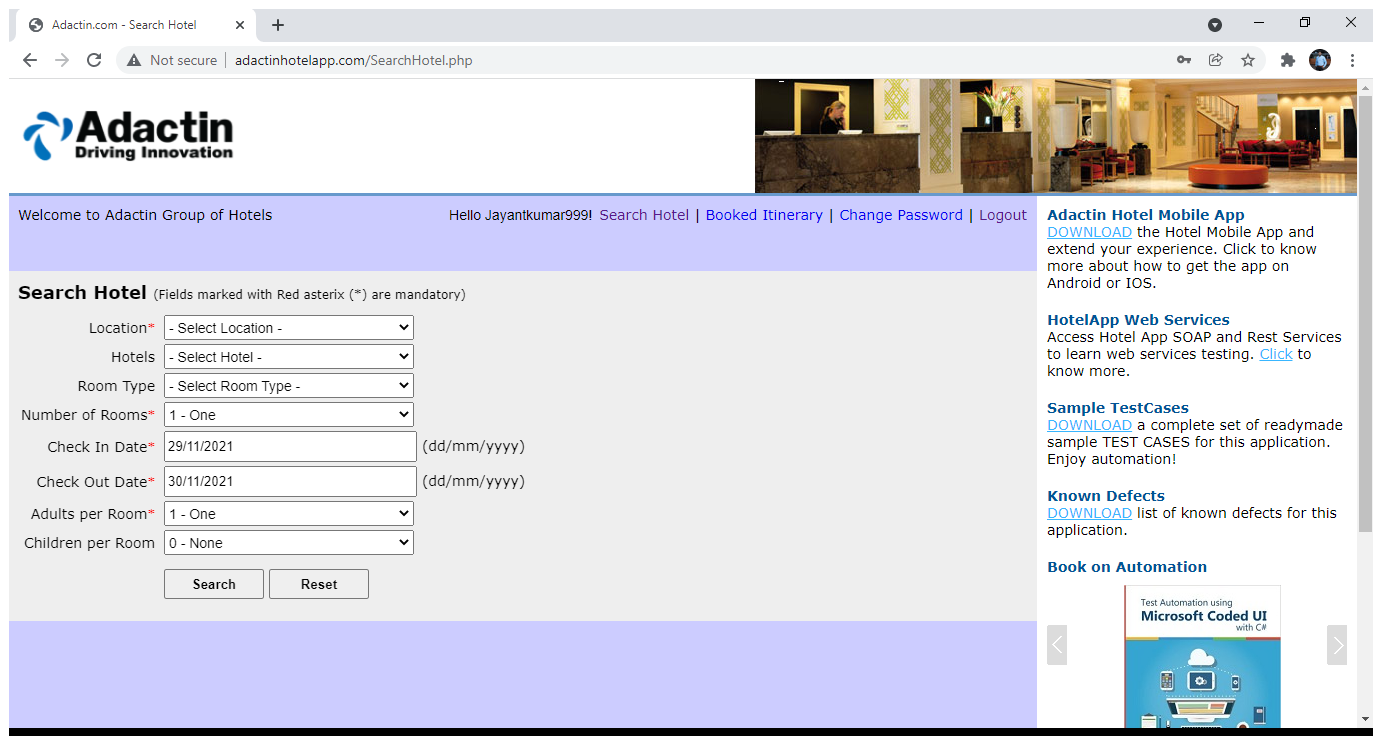 Adactin.com - Search Hotel
Not secure | adactinhotelapp.com/SearchHotel.php
Adactin
Driving Innovation
Welcome to Adactin Group of Hotels
Hello Jayantkumar999! Search Hotel | Booked Itinerary | Change Password | Logout
Search Hotel (Fields marked with Red asterix (*) are mandatory)
Location* - Select Location -
Hotels - Select Hotel -
Room Type - Select Room Type -
Number of Rooms* 1 - One
Check In Date* 29/11/2021 (dd/mm/yyyy)
Check Out Date* 30/11/2021 (dd/mm/yyyy)
Adults per Room* 1 - One
Children per Room 0 - None
Search Reset
Adactin Hotel Mobile App
DOWNLOAD the Hotel Mobile App and
extend your experience. Click to know
more about how to get the app on
Android or IOS.
HotelApp Web Services
Access Hotel App SOAP and Rest Services
to learn web services testing. Click to
know more.
Sample TestCases
DOWNLOAD a complete set of readymade
sample TEST CASES for this application.
Enjoy automation!
Known Defects
DOWNLOAD list of known defects for this
application.
Book on Automation
Test Automation using
Microsoft Coded UI
with C#